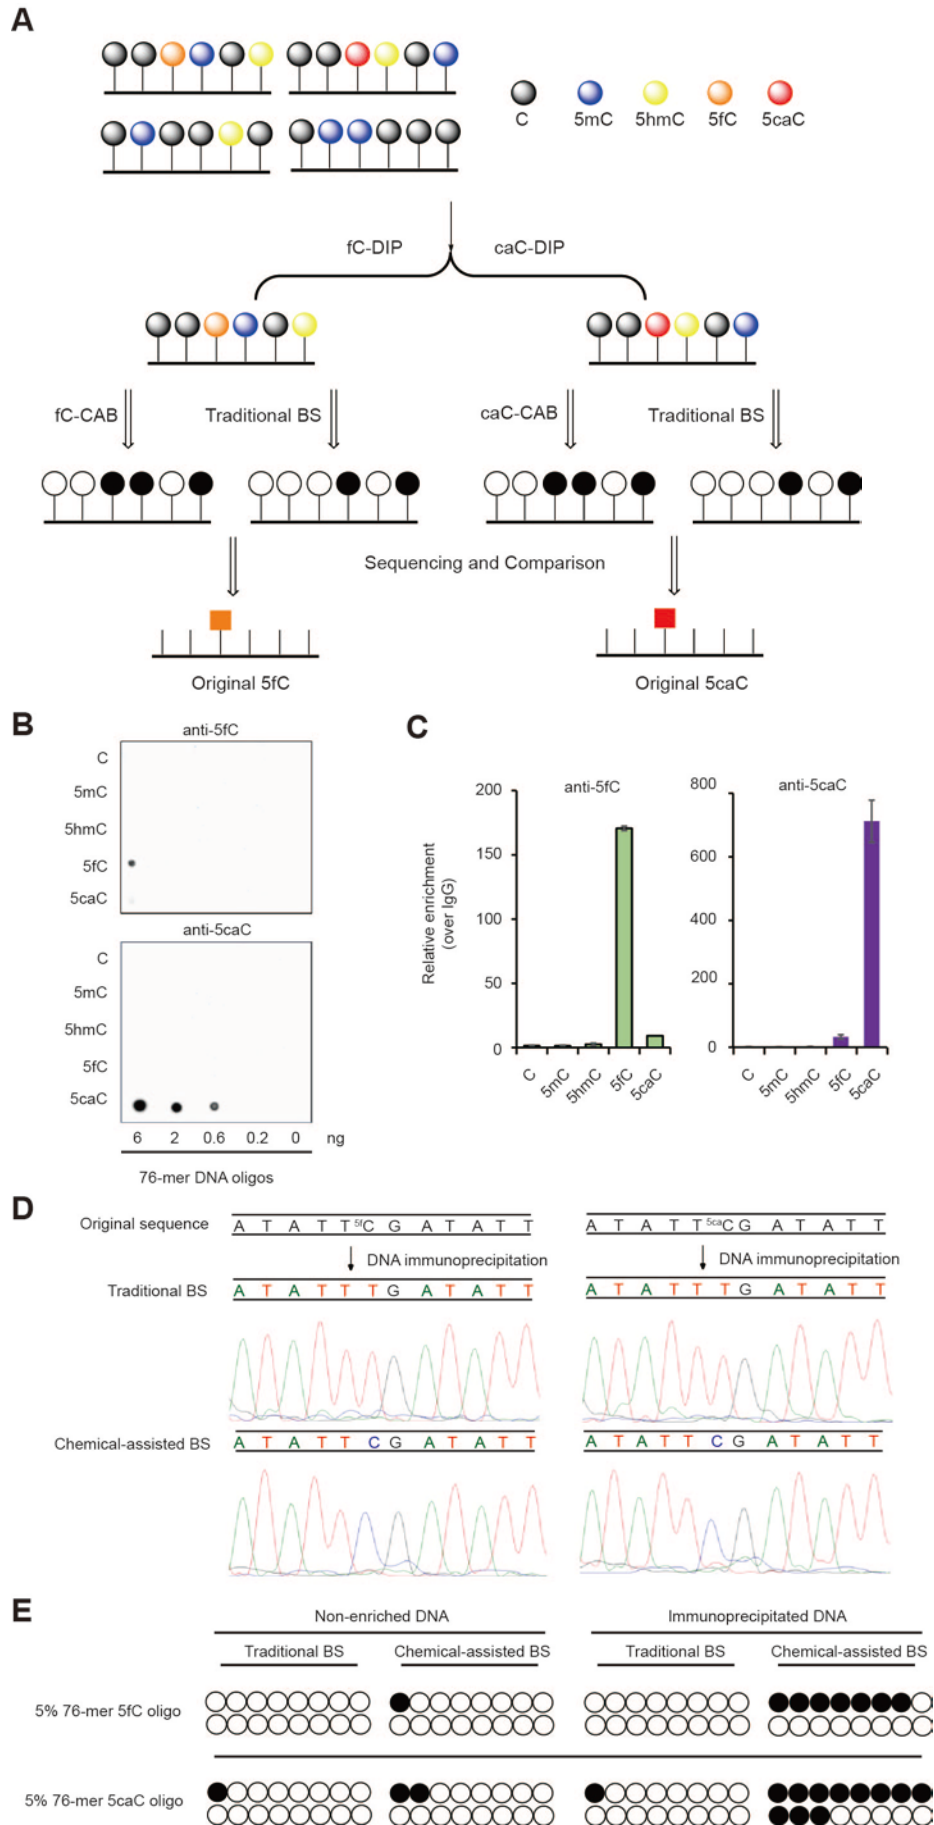 A
C 5mC 5hmC 5fC 5caC
fC-DIP caC-DIP
fC-CAB Traditional BS caC-CAB Traditional BS
Sequencing and Comparison
Original 5fC Original 5caC
B
anti-5fC
C
5mC
5hmC
5fC
5caC
anti-5caC
C
5mC
5hmC
5fC
5caC
6 2 0.6 0.2 0 ng
76-mer DNA oligos
C
Relative enrichment
(over IgG)
anti-5fC
200
150
100
50
0
C 5mC 5hmC 5fC 5caC
anti-5caC
800
600
400
200
0
C 5mC 5hmC 5fC 5caC
D
Original sequence A T A T T 5fC G A T A T T A T A T T 5caC G A T A T T
DNA immunoprecipitation DNA immunoprecipitation
Traditional BS A T A T T T G A T A T T A T A T T T G A T A T T
Chemical-assisted BS A T A T T C G A T A T T A T A T T C G A T A T T
E
Non-enriched DNA Immunoprecipitated DNA
Traditional BS Chemical-assisted BS Traditional BS Chemical-assisted BS
5% 76-mer 5fC oligo
5% 76-mer 5caC oligo